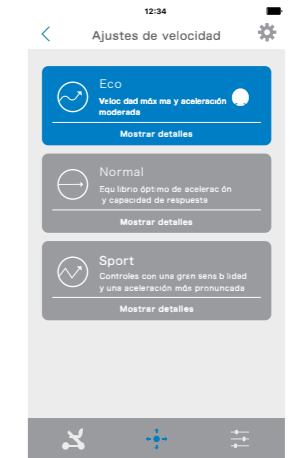 12:34
Ajustes de velocidad
Eco
Veloc dad máx ma y aceleración
moderada
Mostrar detalles
Normal
Equ librio óptimo de acelerac ón
y capacidad de respuesta
Mostrar detalles
Sport
Controles con una gran sens b lidad
y una aceleración más pronuncada
Mostrar detalles